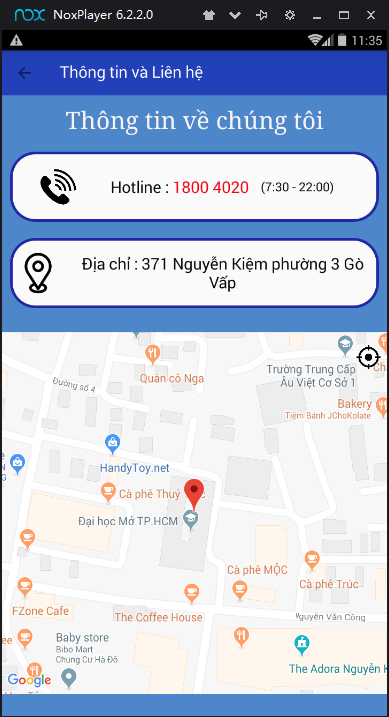 nox NoxPlayer 6.2.2.0
11:35
Thông tin và Liên hệ
Thông tin về chúng tôi
Hotline : 1800 4020 (7:30 - 22:00)
Địa chỉ : 371 Nguyễn Kiệm phường 3 Gò
Vấp
Quán cô Nga
Trường Trung Cấp
Âu Việt Cơ Sở 1
Đường số 4
Bakery
Tiệm Bánh JChoKolate
HandyToy.net
Cà phê Thuý
Đại học Mở TP.HCM
Cà phê MỘC
Cà phê Trúc
FZone Cafe
The Coffee House
Nguyễn Văn Công
Baby store
Bibo Mart
Chung Cư Hà Đô
The Adora Nguyễn K
Google